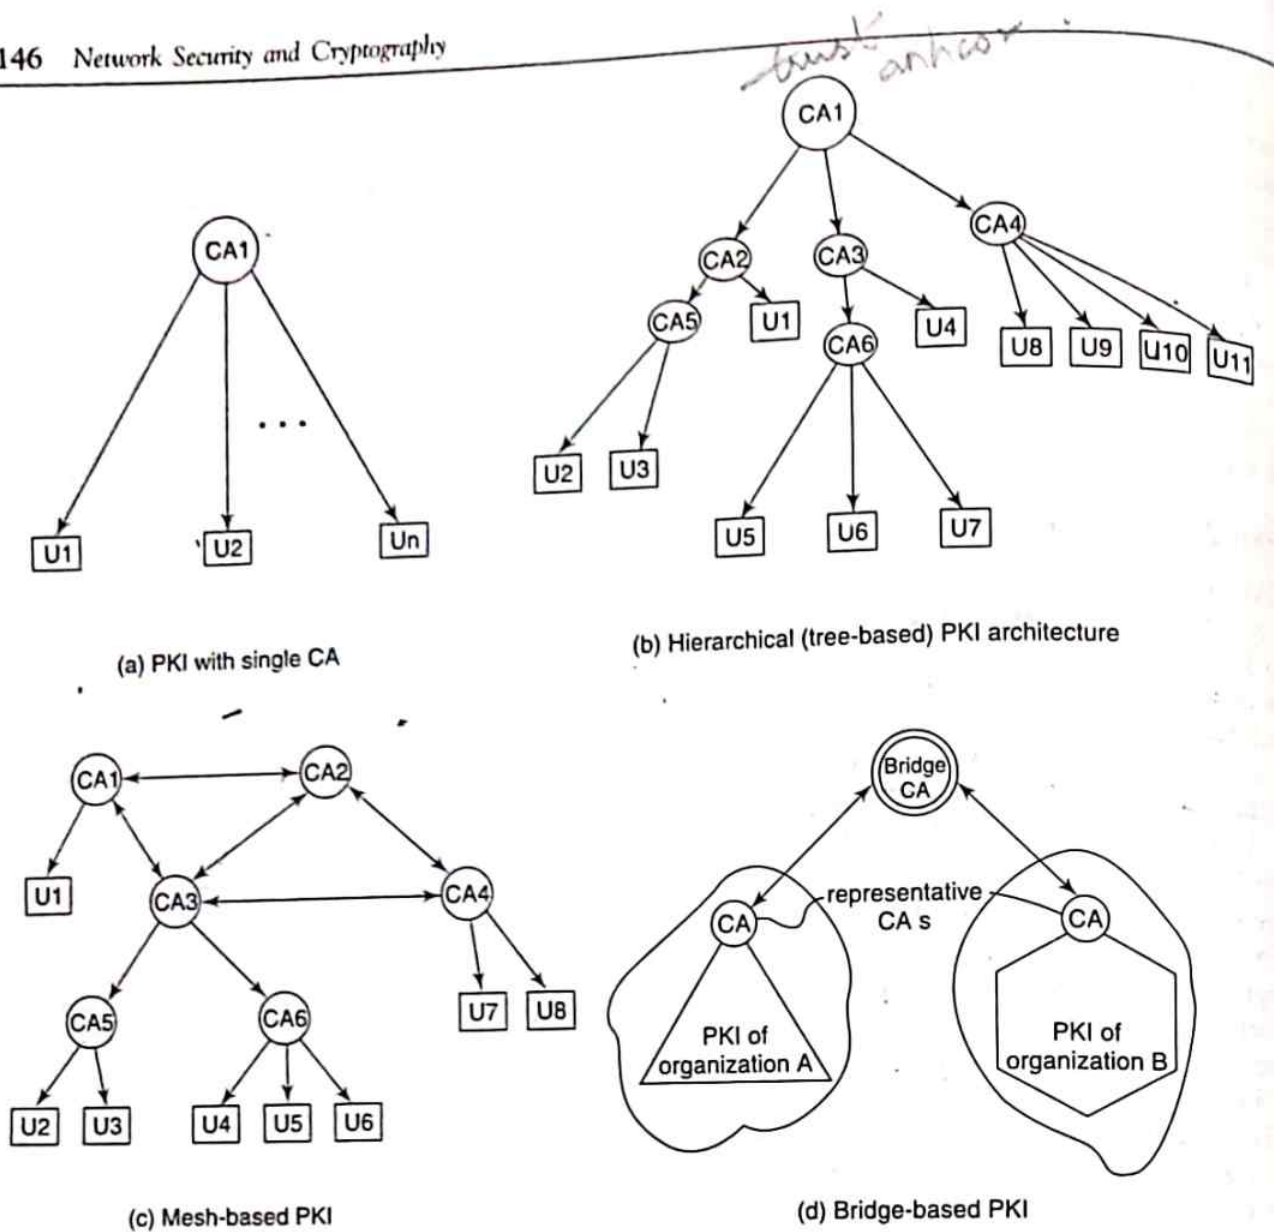 146 Network Security and Cryptography
trust
anhcor
CA1
CA1
CA2
CA3
CA4
CA5
U1
CA6
U4
U8
U9
U10
U11
U2
U3
...
U1
U2
Un
U5
U6
U7
(a) PKI with single CA
(b) Hierarchical (tree-based) PKI architecture
CA1
CA2
U1
CA3
CA4
CA5
CA6
U7
U8
U2
U3
U4
U5
U6
(c) Mesh-based PKI
Bridge
CA
representative
CA s
CA
CA
PKI of
organization A
PKI of
organization B
(d) Bridge-based PKI